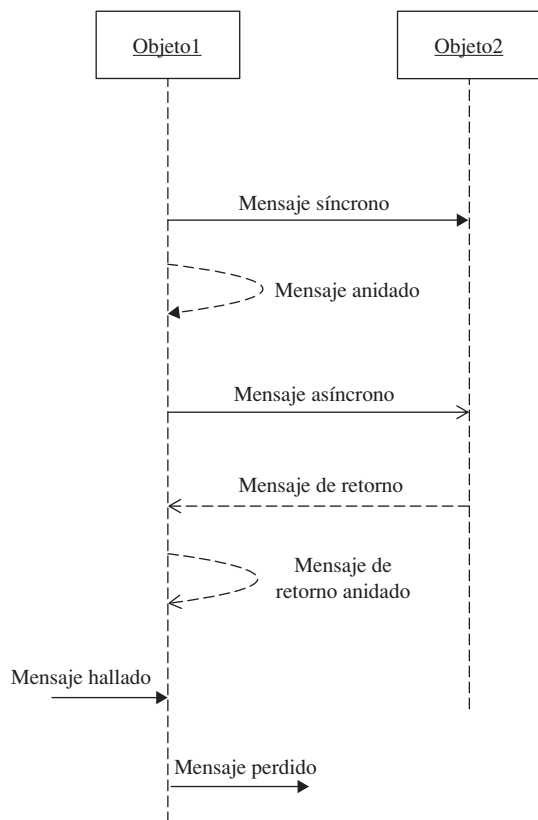 Objeto1
Objeto2
Mensaje síncrono
Mensaje anidado
Mensaje asíncrono
Mensaje de retorno
Mensaje de
retorno anidado
Mensaje hallado
Mensaje perdido